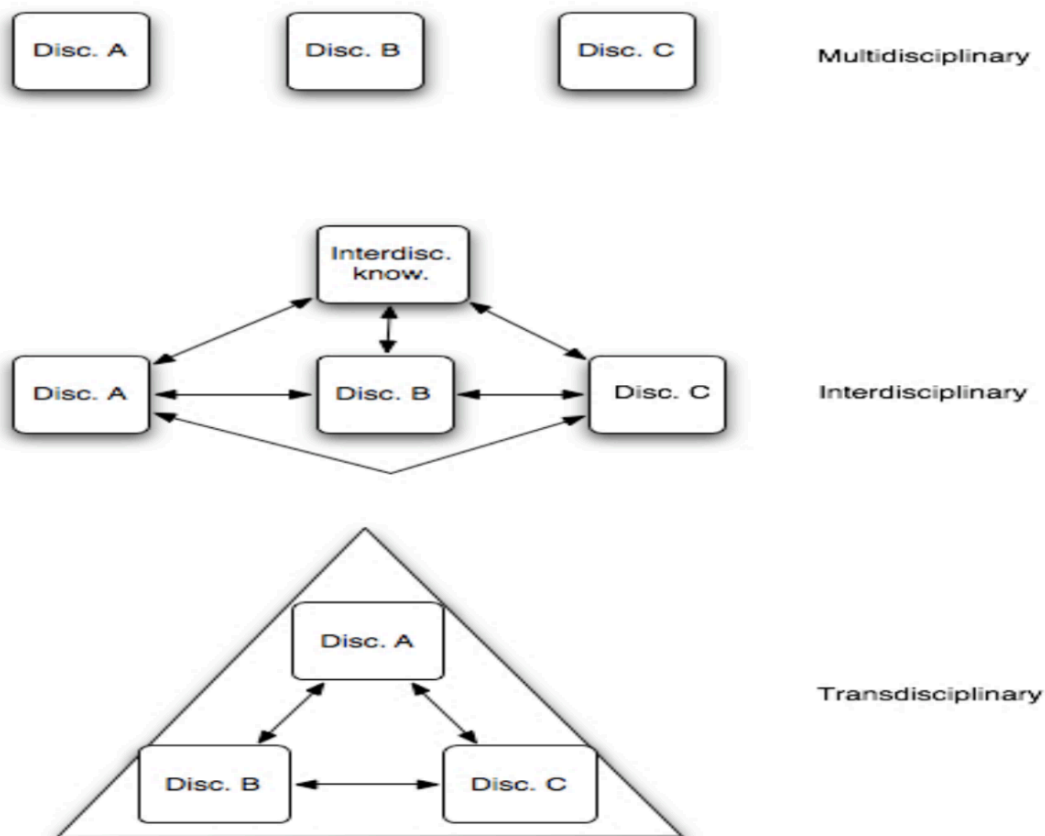 Disc. A
Disc. B
Disc. C
Multidisciplinary
Interdisc.
know.
Disc. A
Disc. B
Disc. C
Interdisciplinary
Disc. A
Transdisciplinary
Disc. B
Disc. C